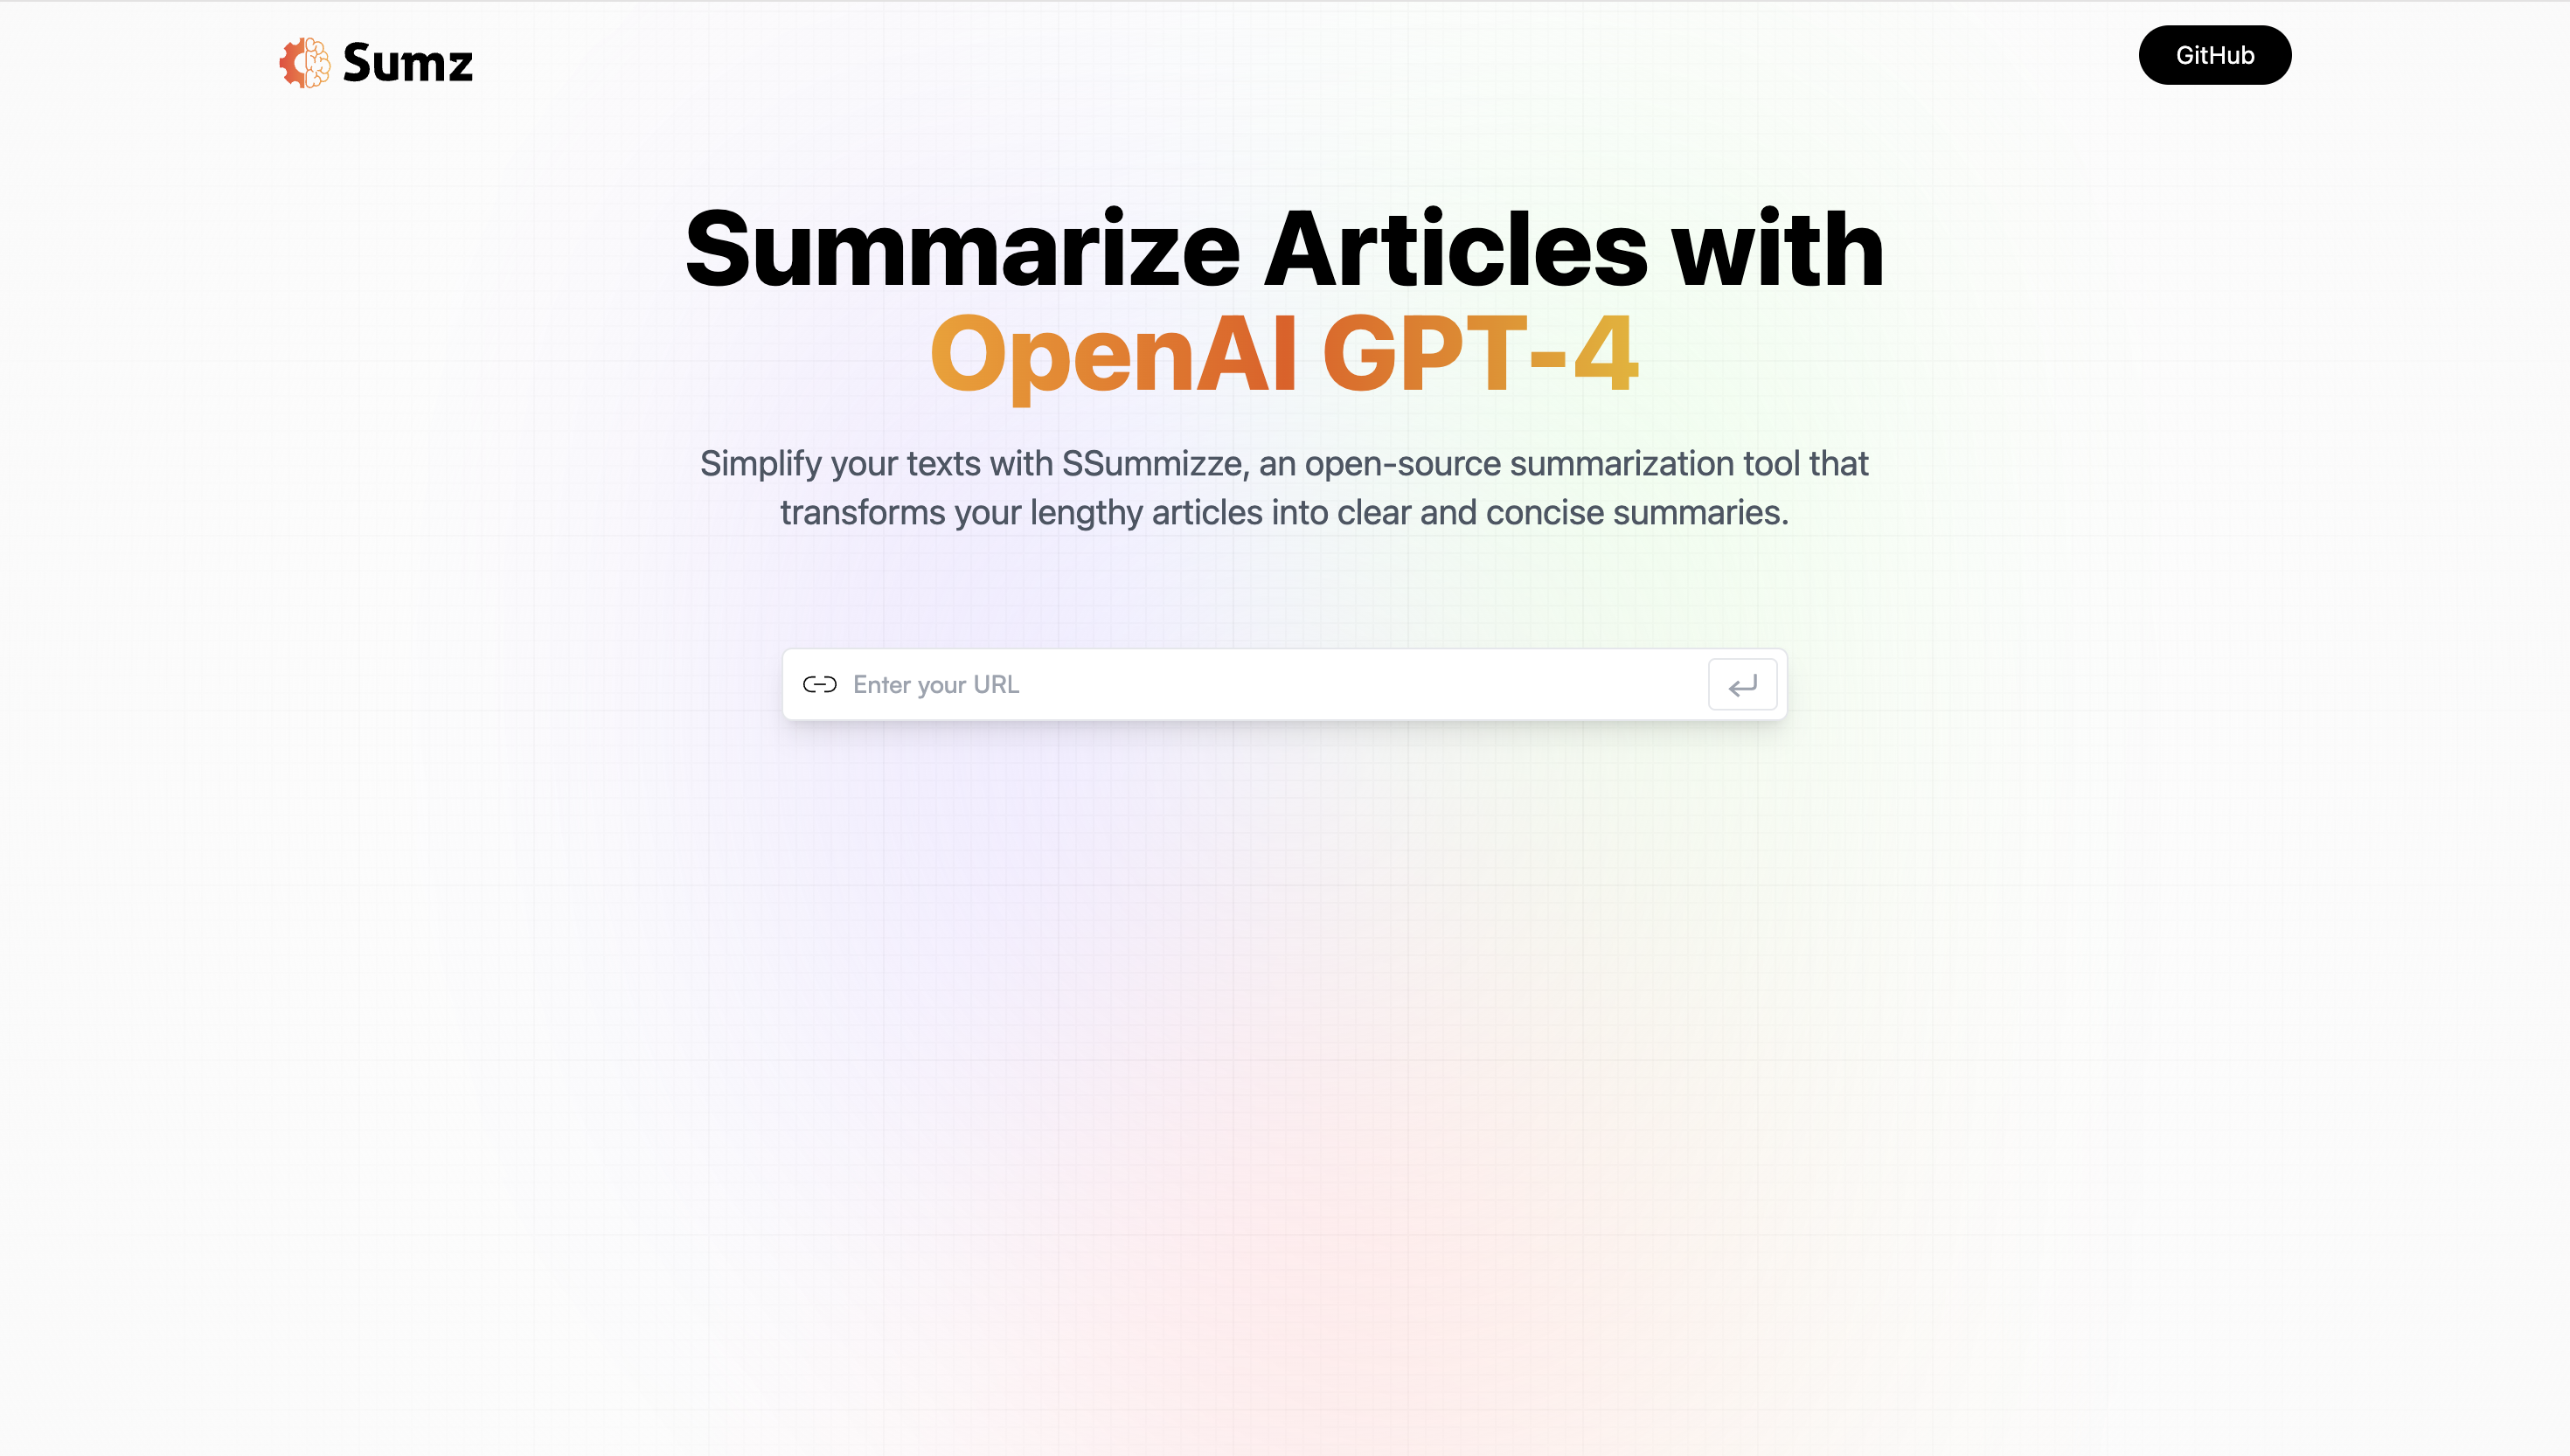 Sumz
GitHub
Summarize Articles with
OpenAI GPT-4
Simplify your texts with SSummizze, an open-source summarization tool that
transforms your lengthy articles into clear and concise summaries.
Enter your URL